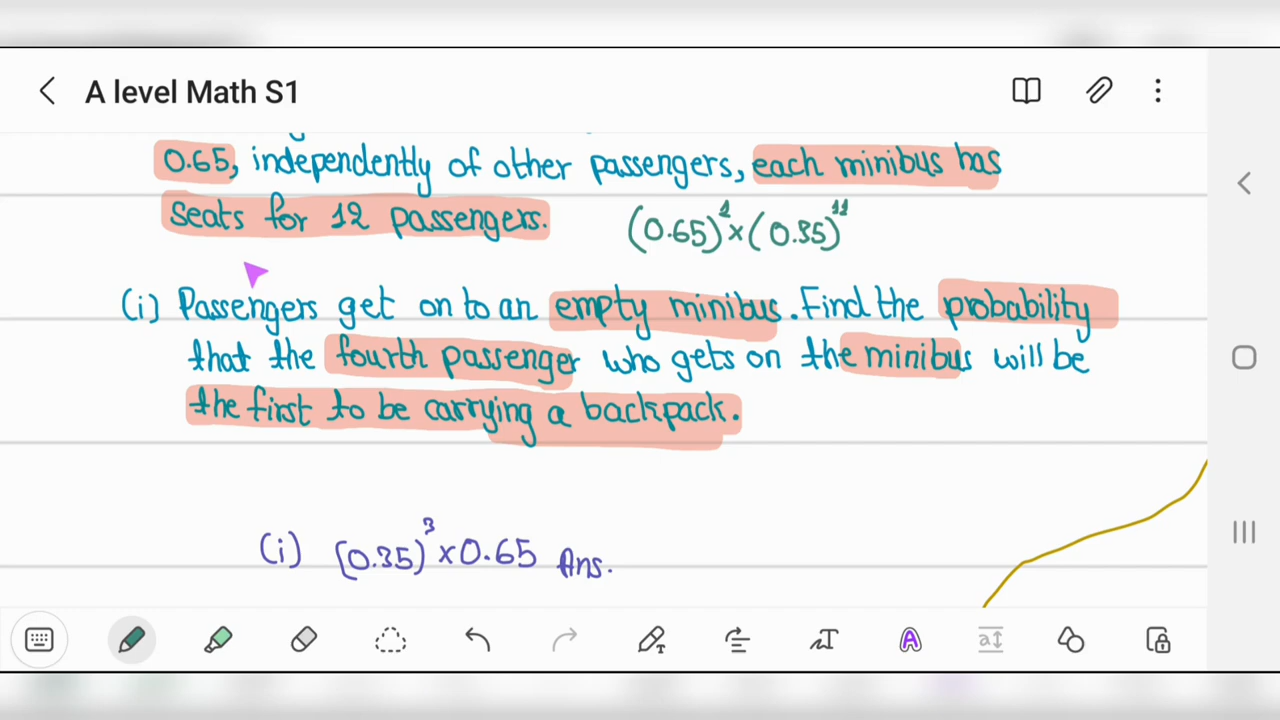 A level Math S1
0.65, independently of other passengers, each minibus has
seats for 12 passengers. (0.65)^1 × (0.35)^11
(i) Passengers get on to an empty minibus. Find the probability
that the fourth passenger who gets on the minibus will be
the first to be carrying a backpack.
(i) (0.35)^3 × 0.65 Ans.